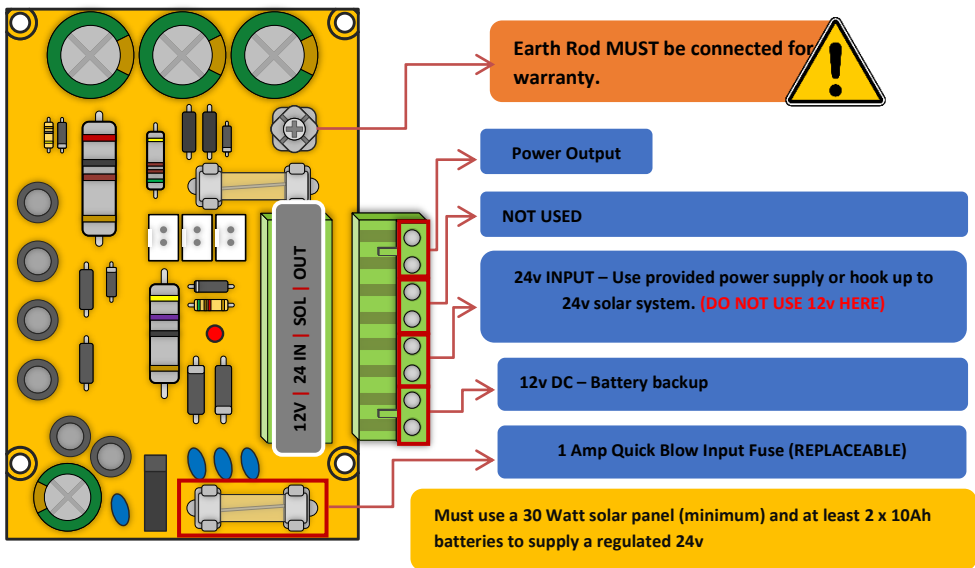 Earth Rod MUST be connected for
warranty.
Power Output
NOT USED
24v INPUT – Use provided power supply or hook up to
24v solar system. (DO NOT USE 12v HERE)
12V | 24 IN | SOL | OUT
12v DC – Battery backup
1 Amp Quick Blow Input Fuse (REPLACEABLE)
Must use a 30 Watt solar panel (minimum) and at least 2 x 10Ah
batteries to supply a regulated 24v